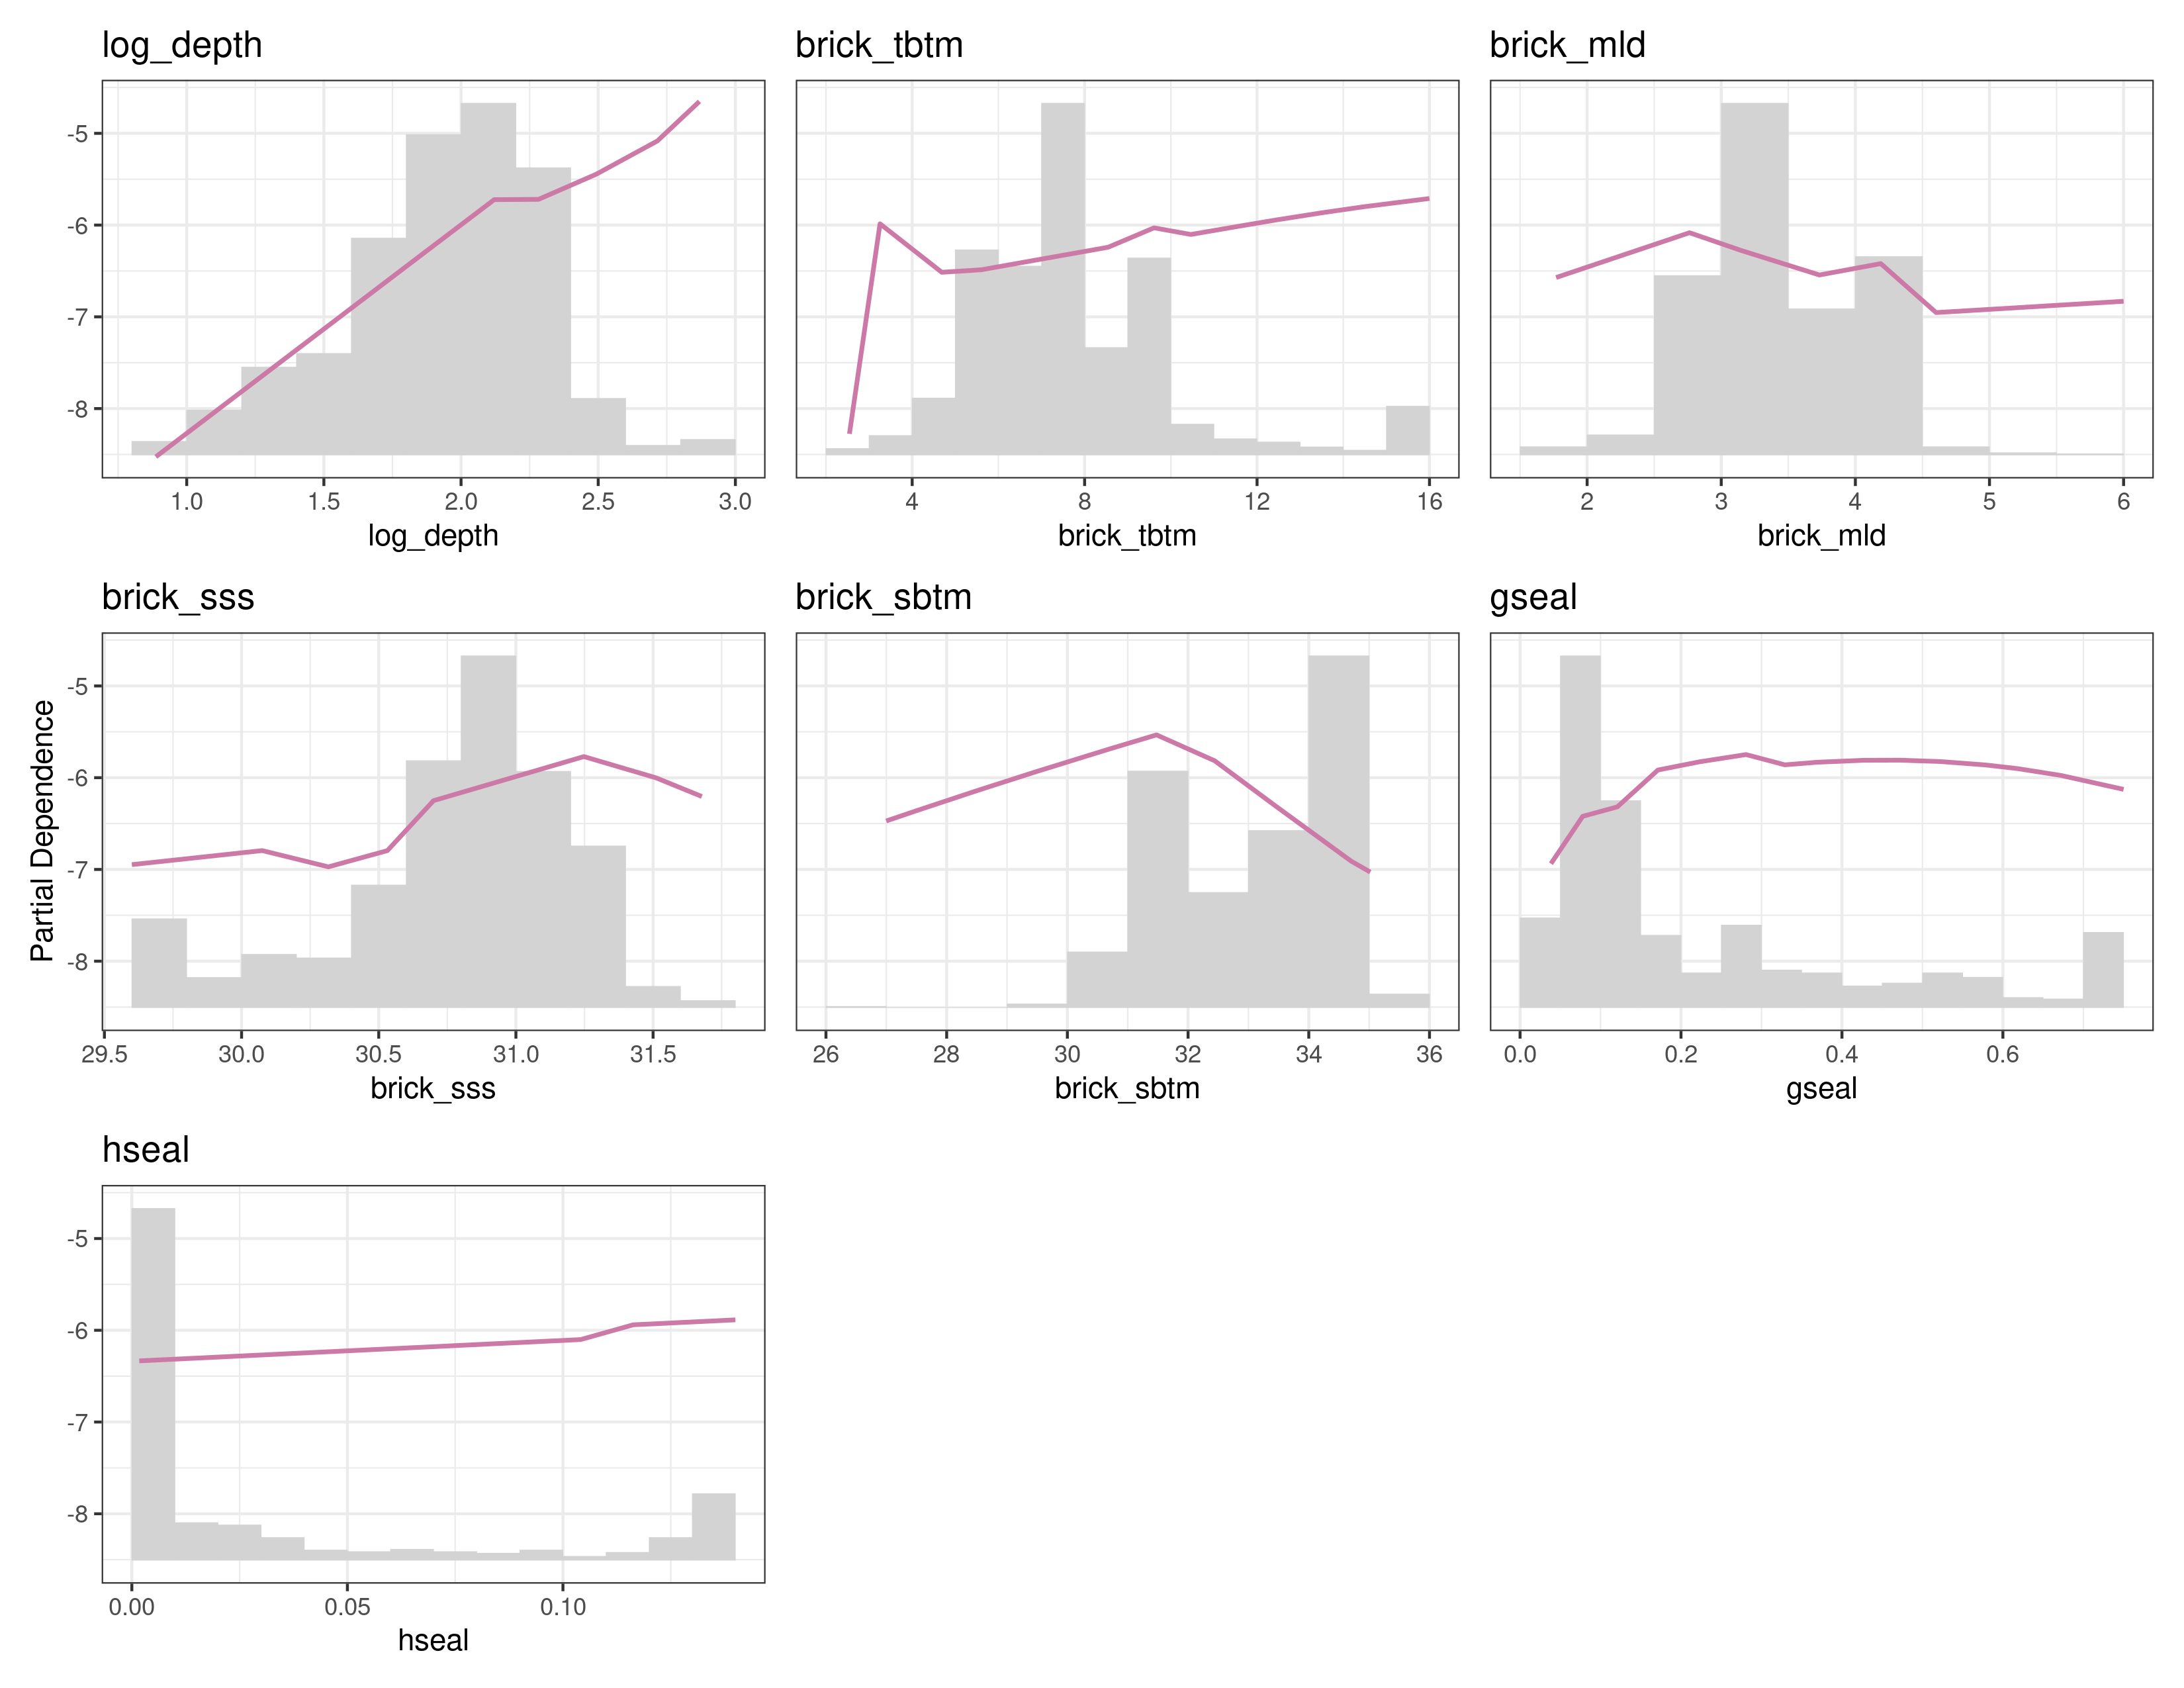 log_depth brick_tbtm brick_mld
-5
-6
-7
-8
1.0 1.5 2.0 2.5 3.0 4 8 12 16 2 3 4 5 6
log_depth brick_tbtm brick_mld
brick_sss brick_sbtm gseal
Partial Dependence
-5
-6
-7
-8
29.5 30.0 30.5 31.0 31.5 26 28 30 32 34 36 0.0 0.2 0.4 0.6
brick_sss brick_sbtm gseal
hseal
-5
-6
-7
-8
0.00 0.05 0.10
hseal